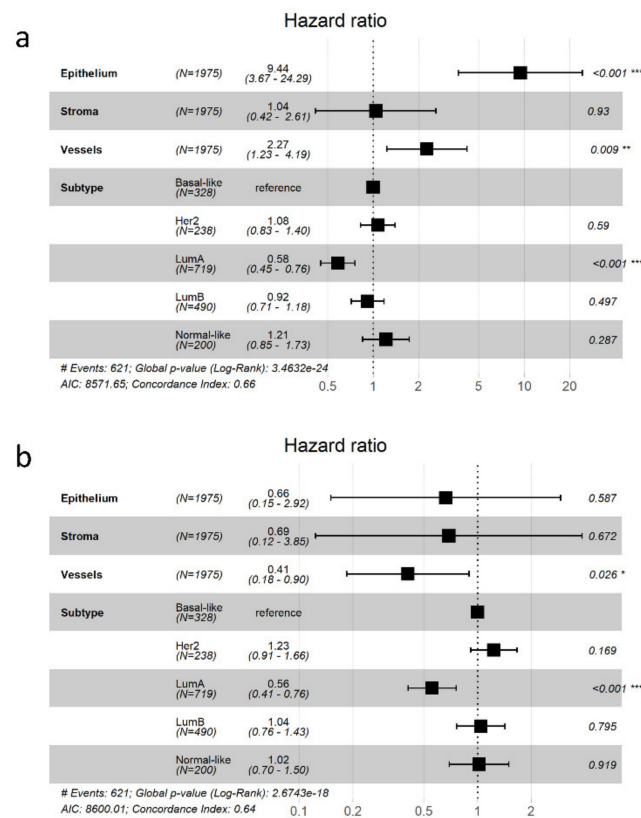 a
Hazard ratio
Epithelium (N=1975) 9.44 (3.67 - 24.29) <0.001 ***
Stroma (N=1975) 1.04 (0.42 - 2.61) 0.93
Vessels (N=1975) 2.27 (1.23 - 4.19) 0.009 **
Subtype Basal-like (N=328) reference
Her2 (N=238) 1.08 (0.83 - 1.40) 0.59
LumA (N=719) 0.58 (0.45 - 0.76) <0.001 ***
LumB (N=490) 0.92 (0.71 - 1.18) 0.497
Normal-like (N=200) 1.21 (0.85 - 1.73) 0.287
# Events: 621; Global p-value (Log-Rank): 3.4632e-24
AIC: 8571.65; Concordance Index: 0.66
0.5 1 2 5 10 20
b
Hazard ratio
Epithelium (N=1975) 0.66 (0.15 - 2.92) 0.587
Stroma (N=1975) 0.69 (0.12 - 3.85) 0.672
Vessels (N=1975) 0.41 (0.18 - 0.90) 0.026 *
Subtype Basal-like (N=328) reference
Her2 (N=238) 1.23 (0.91 - 1.66) 0.169
LumA (N=719) 0.56 (0.41 - 0.76) <0.001 ***
LumB (N=490) 1.04 (0.76 - 1.43) 0.795
Normal-like (N=200) 1.02 (0.70 - 1.50) 0.919
# Events: 621; Global p-value (Log-Rank): 2.6743e-18
AIC: 8600.01; Concordance Index: 0.64
0.1 0.2 0.5 1 2